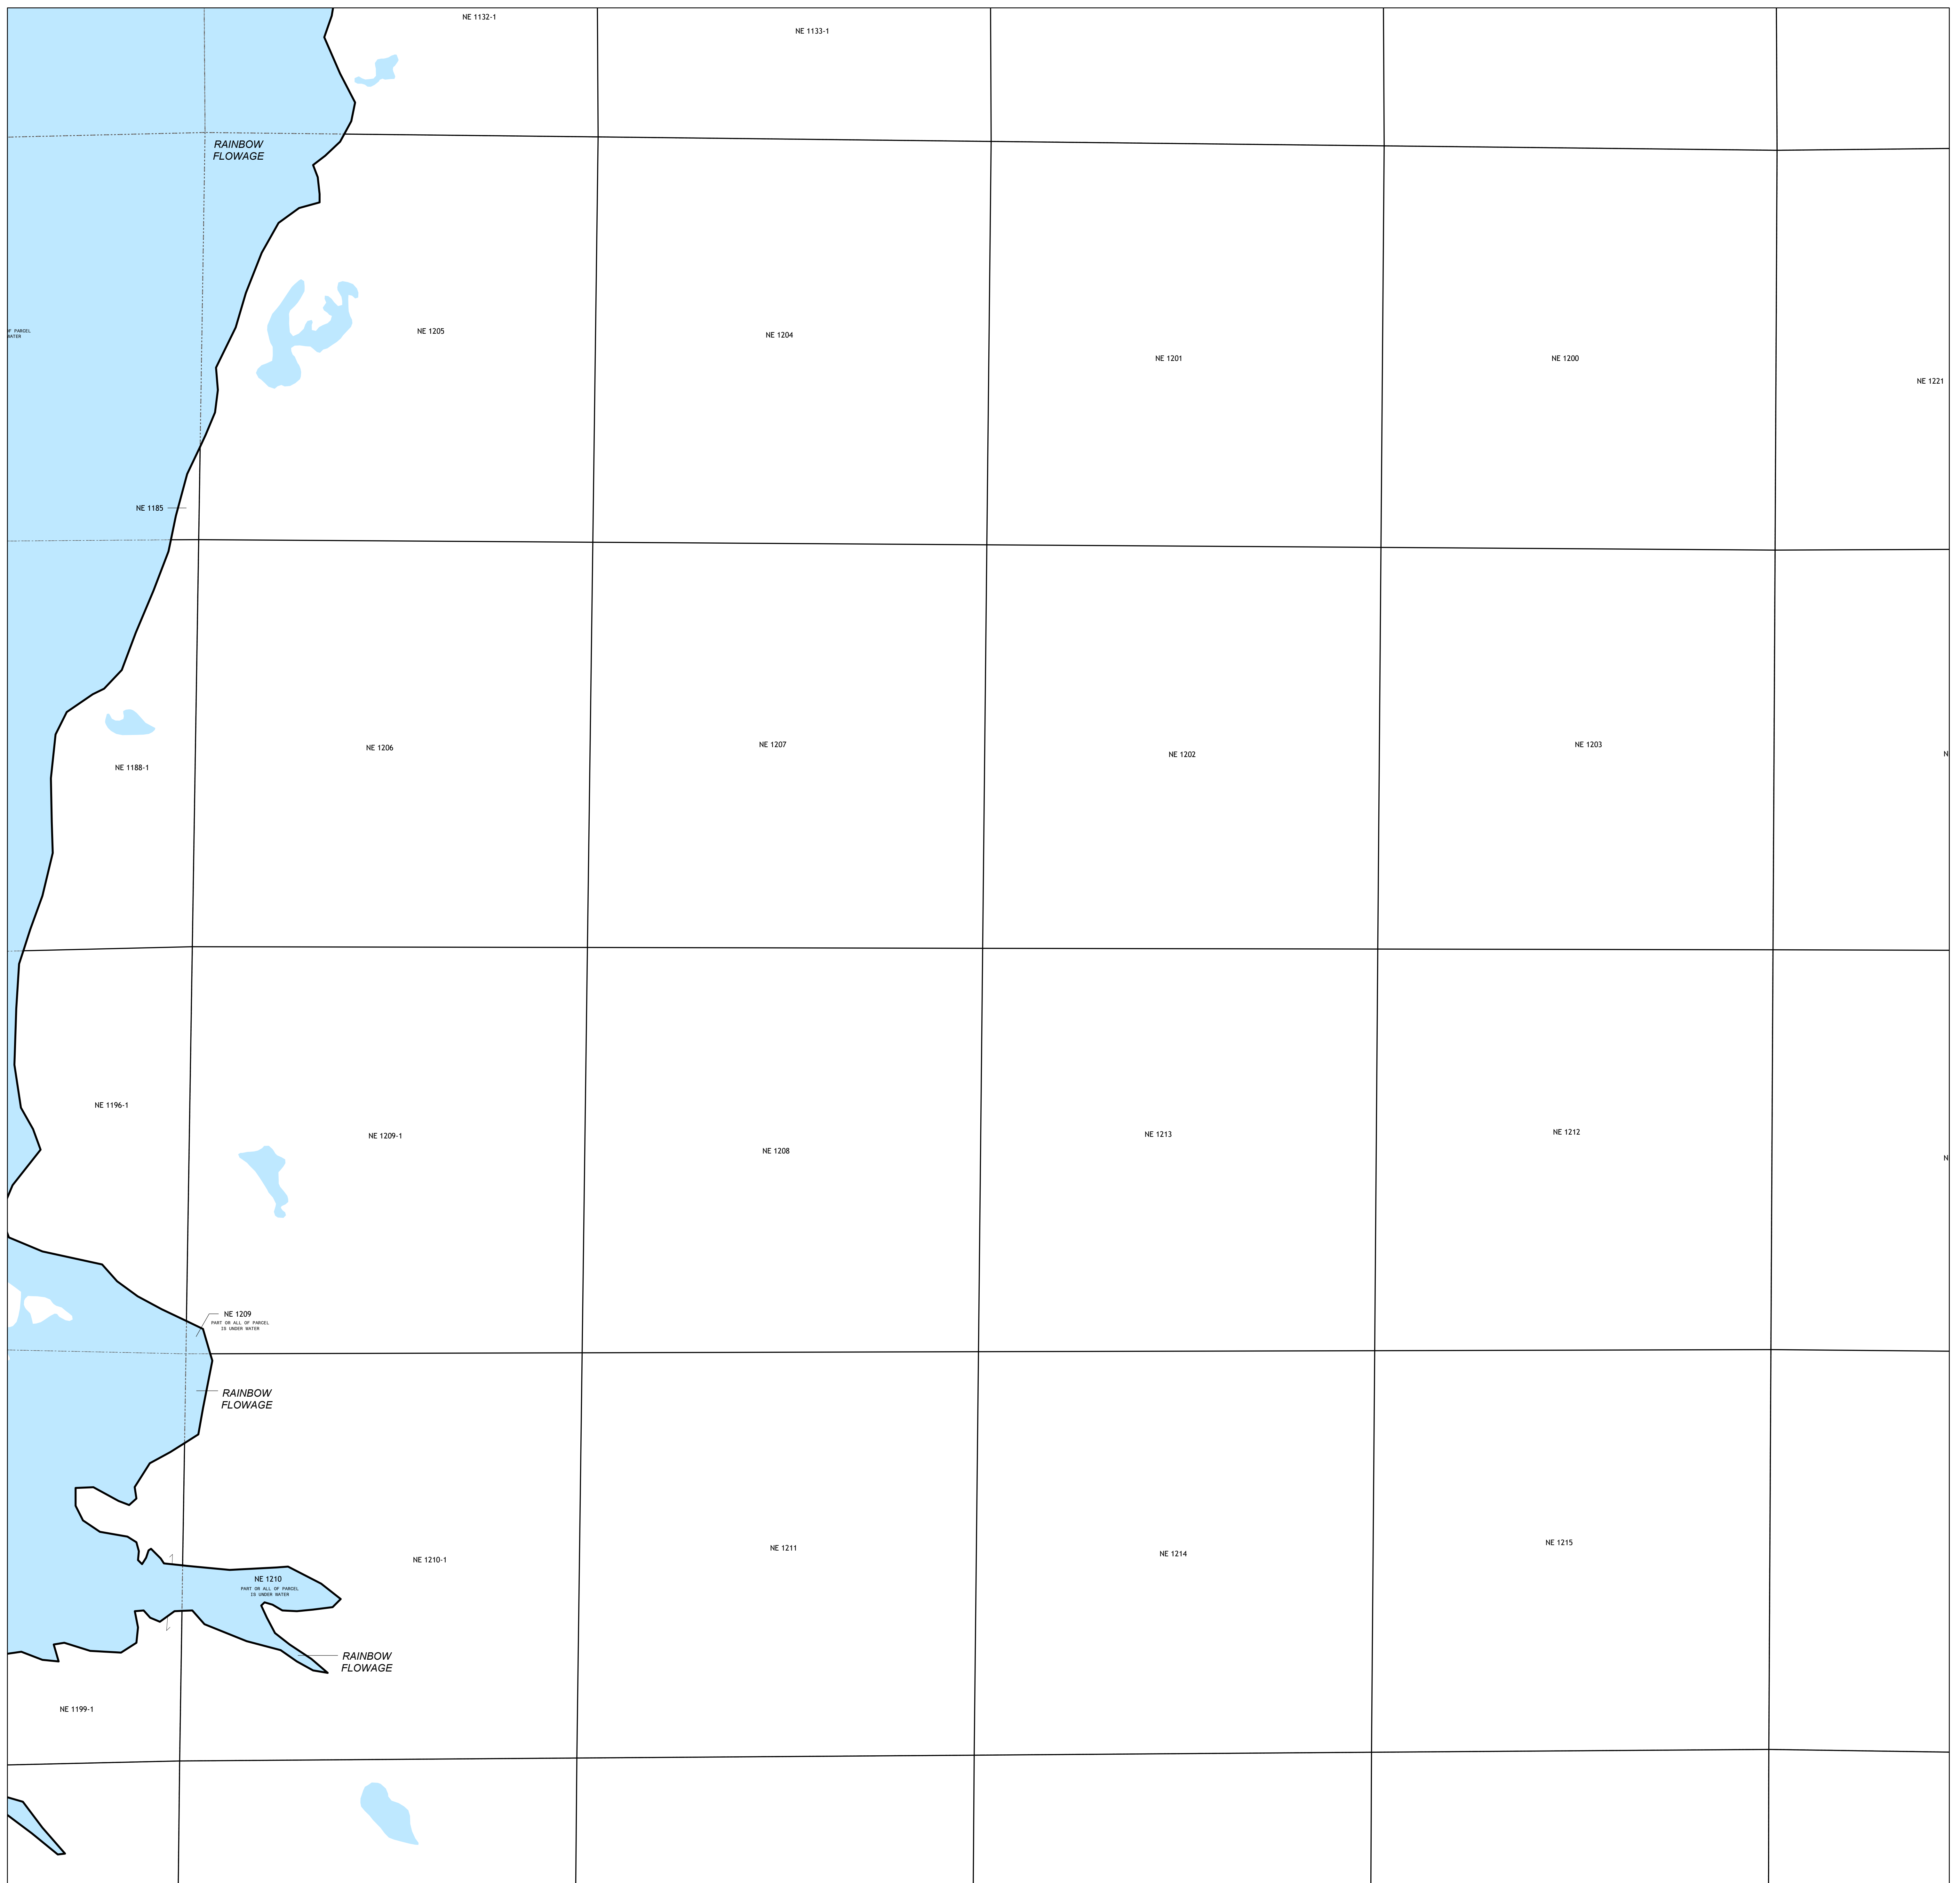 NE 1132-1
NE 1133-1
RAINBOW
FLOWAGE
OF PARCEL
WATER
NE 1205
NE 1204
NE 1201
NE 1200
NE 1221
NE 1185
NE 1206
NE 1207
NE 1202
NE 1203
N
NE 1188-1
NE 1196-1
NE 1209-1
NE 1208
NE 1213
NE 1212
N
NE 1209
PART OR ALL OF PARCEL
IS UNDER WATER
RAINBOW
FLOWAGE
NE 1210-1
NE 1211
NE 1214
NE 1215
NE 1210
PART OR ALL OF PARCEL
IS UNDER WATER
RAINBOW
FLOWAGE
NE 1199-1